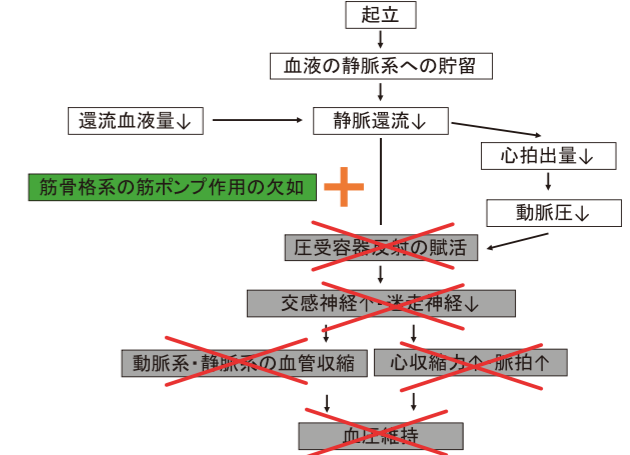 起立
血液の静脈系への貯留
還流血液量↓
静脈還流↓
心拍出量↓
筋骨格系の筋ポンプ作用の欠如
動脈圧↓
圧受容器反射の賦活
交感神経↑・迷走神経↓
動脈系・静脈系の血管収縮
心収縮力↑・脈拍↑
血圧維持